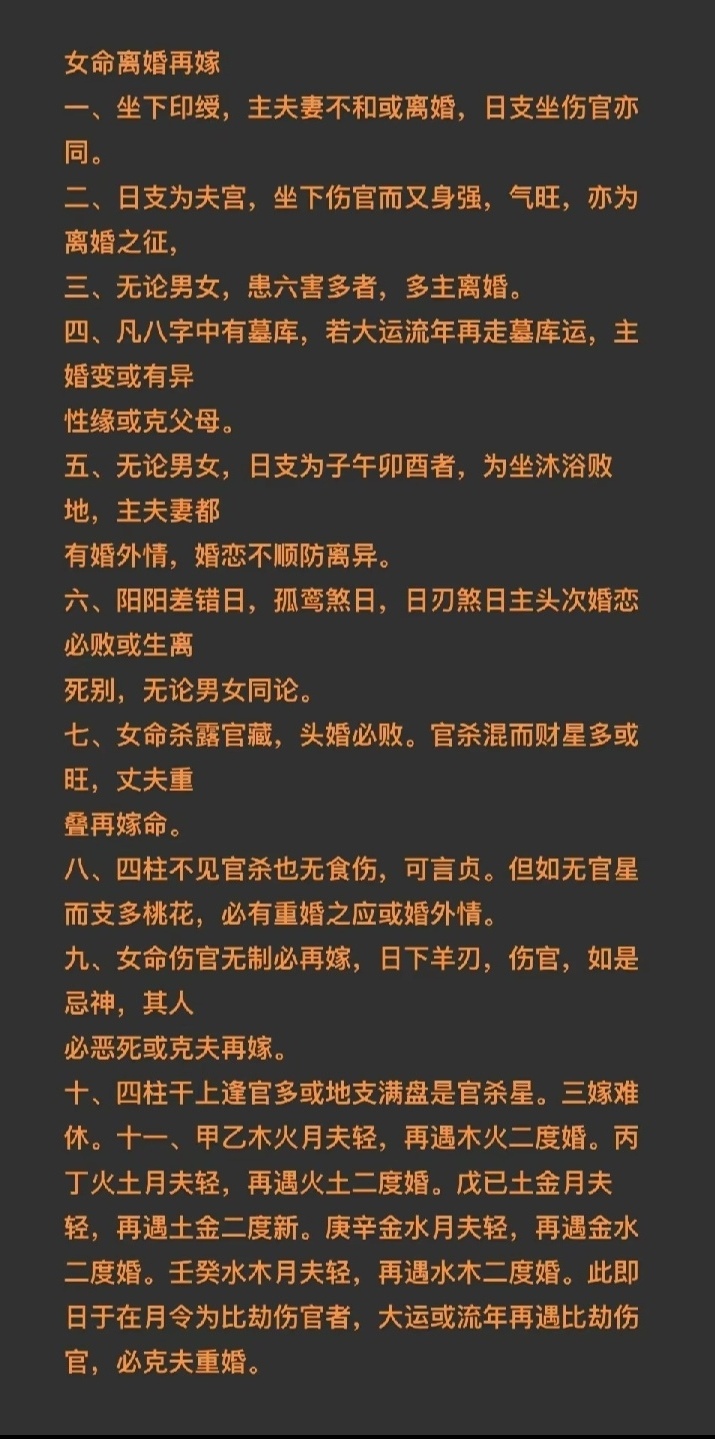 女命离婚再嫁
一、坐下印绶，主夫妻不和或离婚，日支坐伤官亦
同。
二、日支为夫宫，坐下伤官而又身强，气旺，亦为
离婚之征，
三、无论男女，患六害多者，多主离婚。
四、凡八字中有墓库，若大运流年再走墓库运，主
婚变或有异
性缘或克父母。
五、无论男女，日支为子午卯酉者，为坐沐浴败
地，主夫妻都
有婚外情，婚恋不顺防离异。
六、阳阳差错日，孤鸾煞日，日刃煞日主头次婚恋
必败或生离
死别，无论男女同论。
七、女命杀露官藏，头婚必败。官杀混而财星多或
旺，丈夫重
叠再嫁命。
八、四柱不见官杀也无食伤，可言贞。但如无官星
而支多桃花，必有重婚之应或婚外情。
九、女命伤官无制必再嫁，日下羊刃，伤官，如是
忌神，其人
必恶死或克夫再嫁。
十、四柱干上逢官多或地支满盘是官杀星。三嫁难
休。十一、甲乙木火月夫轻，再遇木火二度婚。丙
丁火土月夫轻，再遇火土二度婚。戊已土金月夫
轻，再遇土金二度新。庚辛金水月夫轻，再遇金水
二度婚。壬癸水木月夫轻，再遇水木二度婚。此即
日于在月令为比劫伤官者，大运或流年再遇比劫伤
官，必克夫重婚。